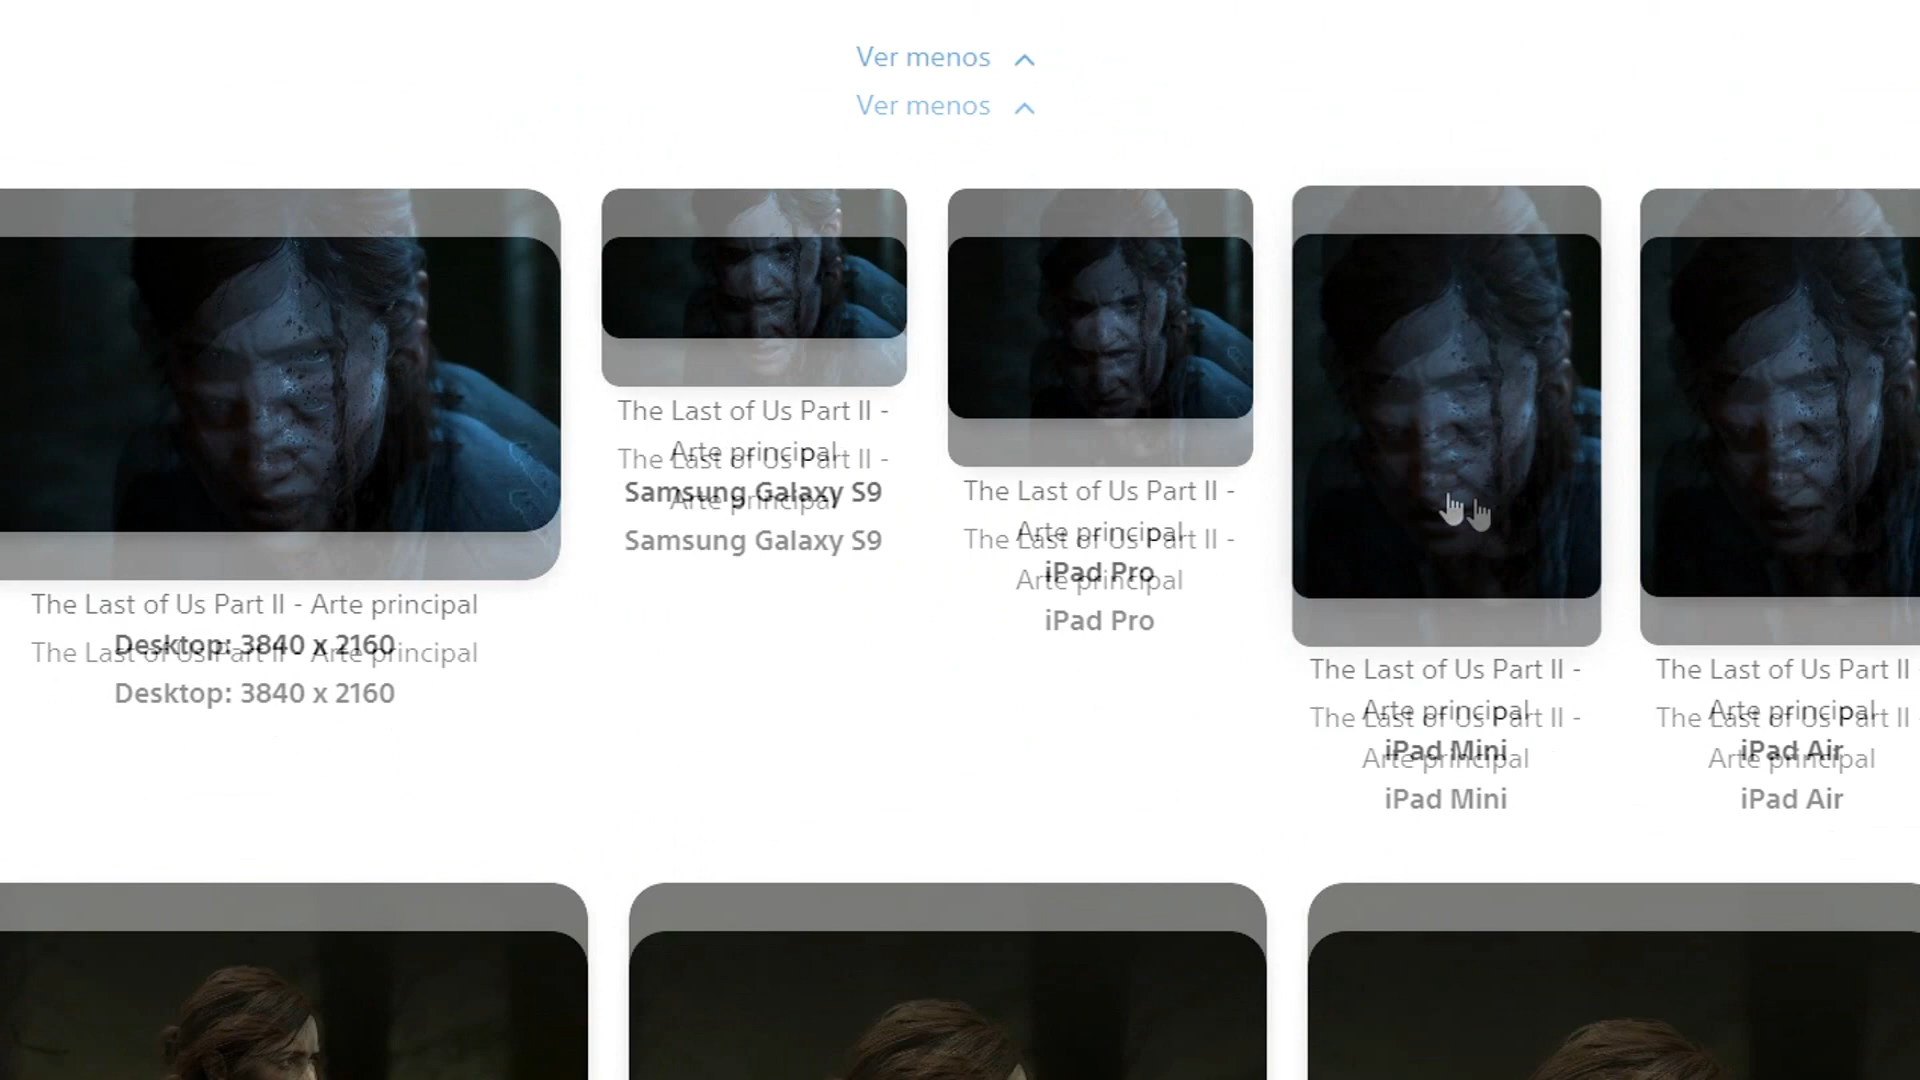 Ver menos
Ver menos
The Last of Us Part II - Arte principal
Desktop: 3840 x 2160
The Last of Us Part II - Arte principal
Desktop: 3840 x 2160
The Last of Us Part II -
Arte principal
Samsung Galaxy S9
The Last of Us Part II -
Arte principal
Samsung Galaxy S9
The Last of Us Part II -
Arte principal
iPad Pro
The Last of Us Part II -
Arte principal
iPad Pro
The Last of Us Part II -
Arte principal
iPad Mini
The Last of Us Part II -
Arte principal
iPad Mini
The Last of Us Part II -
Arte principal
iPad Air
The Last of Us Part II -
Arte principal
iPad Air